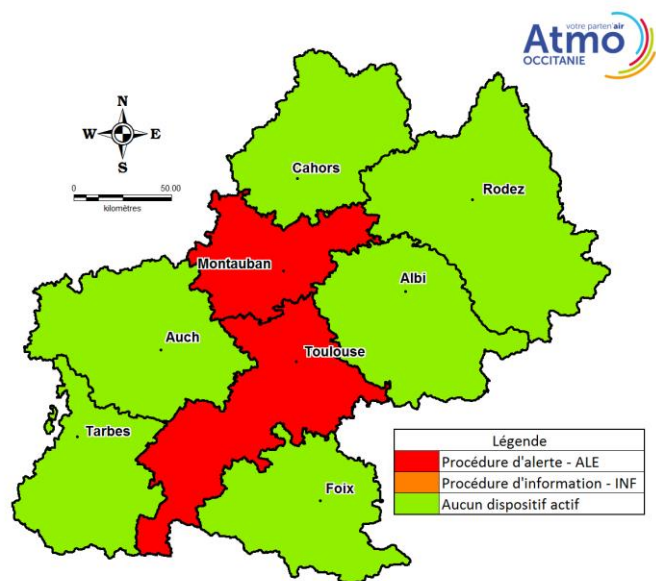 votre parten'air
Atmo
OCCITANIE
N
W E
S
0 50.00
kilomètres
Cahors
Rodez
Montauban
Albi
Auch
Toulouse
Tarbes
Foix
Légende
Procédure d'alerte - ALE
Procédure d'information - INF
Aucun dispositif actif